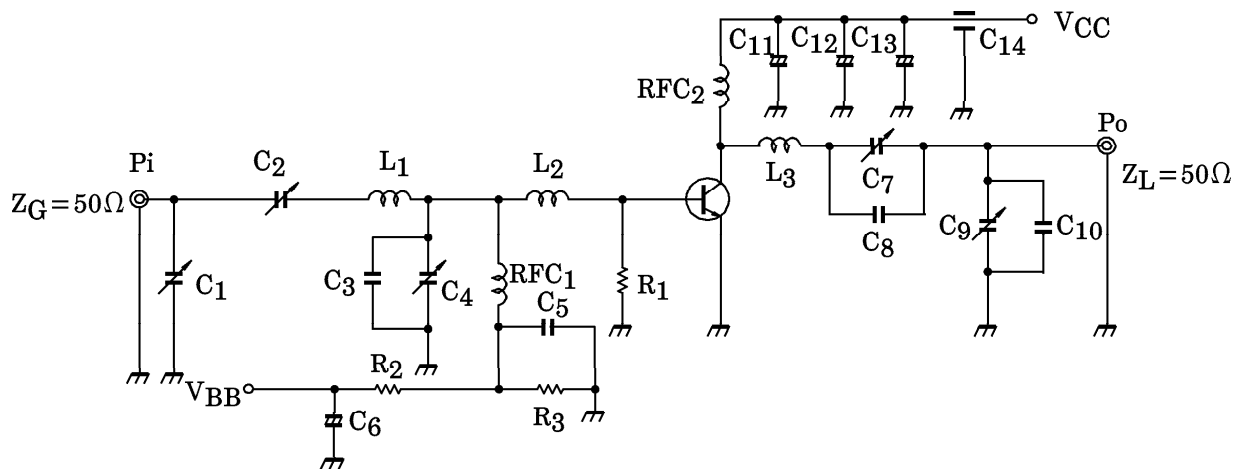 C11
C12
C13
C14
VCC
RFC2
Pi
C2
L1
L2
L3
C7
Po
ZG=50Ω
ZL=50Ω
C8
C9
C10
C1
C3
C4
RFC1
C5
R1
VBB
R2
R3
C6